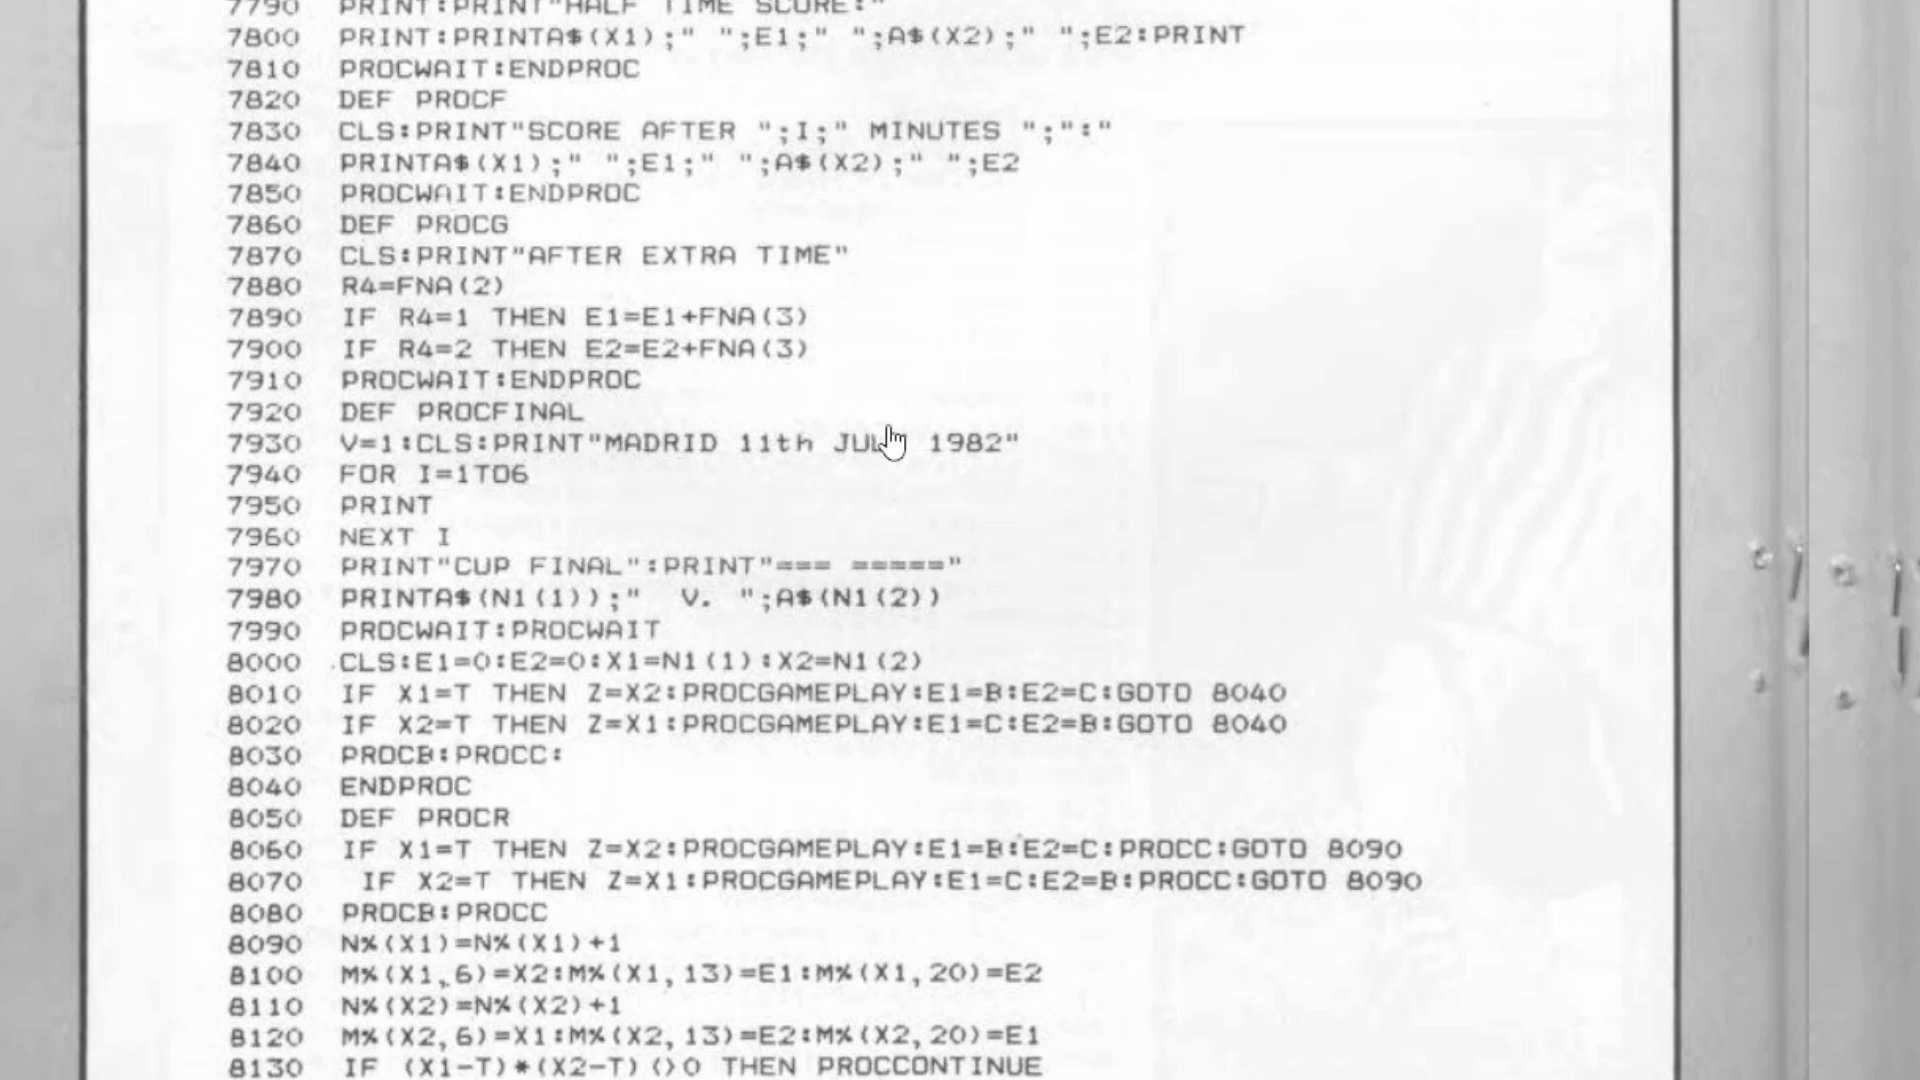 7790 PRINT:PRINT"HALF TIME SCORE:"
7800 PRINT:PRINTA$(X1);" ";E1;" ";A$(X2);" ";E2:PRINT
7810 PROCWAIT:ENDPROC
7820 DEF PROCF
7830 CLS:PRINT"SCORE AFTER ";I;" MINUTES ";":"
7840 PRINTA$(X1);" ";E1;" ";A$(X2);" ";E2
7850 PROCWAIT:ENDPROC
7860 DEF PROCG
7870 CLS:PRINT"AFTER EXTRA TIME"
7880 R4=FNA(2)
7890 IF R4=1 THEN E1=E1+FNA(3)
7900 IF R4=2 THEN E2=E2+FNA(3)
7910 PROCWAIT:ENDPROC
7920 DEF PROCFINAL
7930 V=1:CLS:PRINT"MADRID 11th 1982"
7940 FOR I=1TO6
7950 PRINT
7960 NEXT I
7970 PRINT"CUP FINAL":PRINT"=== ====="
7980 PRINTA$(N1(1));" V. ";A$(N1(2))
7990 PROCWAIT:PROCWAIT
8000 CLS:E1=0:E2=0:X1=N1(1):X2=N1(2)
8010 IF X1=T THEN Z=X2:PROCGAMEPLAY:E1=B:E2=C:GOTO 8040
8020 IF X2=T THEN Z=X1:PROCGAMEPLAY:E1=C:E2=B:GOTO 8040
8030 PROCB:PROCC:
8040 ENDPROC
8050 DEF PROCR
8060 IF X1=T THEN Z=X2:PROCGAMEPLAY:E1=B:E2=C:PROCC:GOTO 8090
8070 IF X2=T THEN Z=X1:PROCGAMEPLAY:E1=C:E2=B:PROCC:GOTO 8090
8080 PROCB:PROCC
8090 N%(X1)=N%(X1)+1
8100 M%(X1,6)=X2:M%(X1,13)=E1:M%(X1,20)=E2
8110 N%(X2)=N%(X2)+1
8120 M%(X2,6)=X1:M%(X2,13)=E2:M%(X2,20)=E1
8130 IF (X1-T)*(X2-T)<>0 THEN PROCCONTINUE